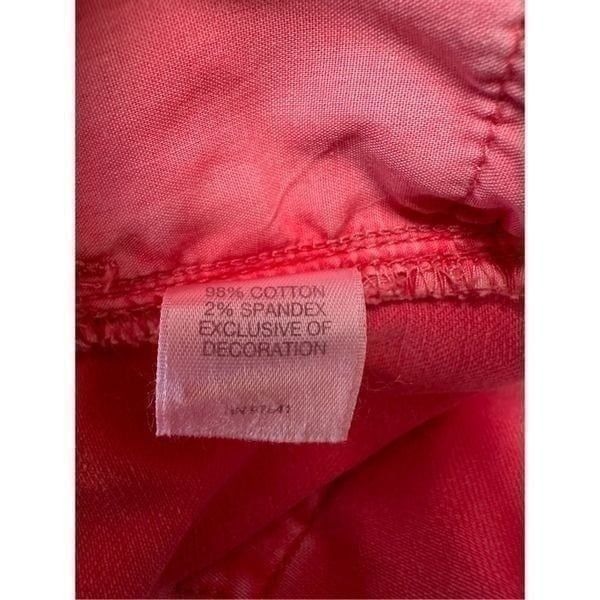 98% COTTON
2% SPANDEX
EXCLUSIVE OF
DECORATION